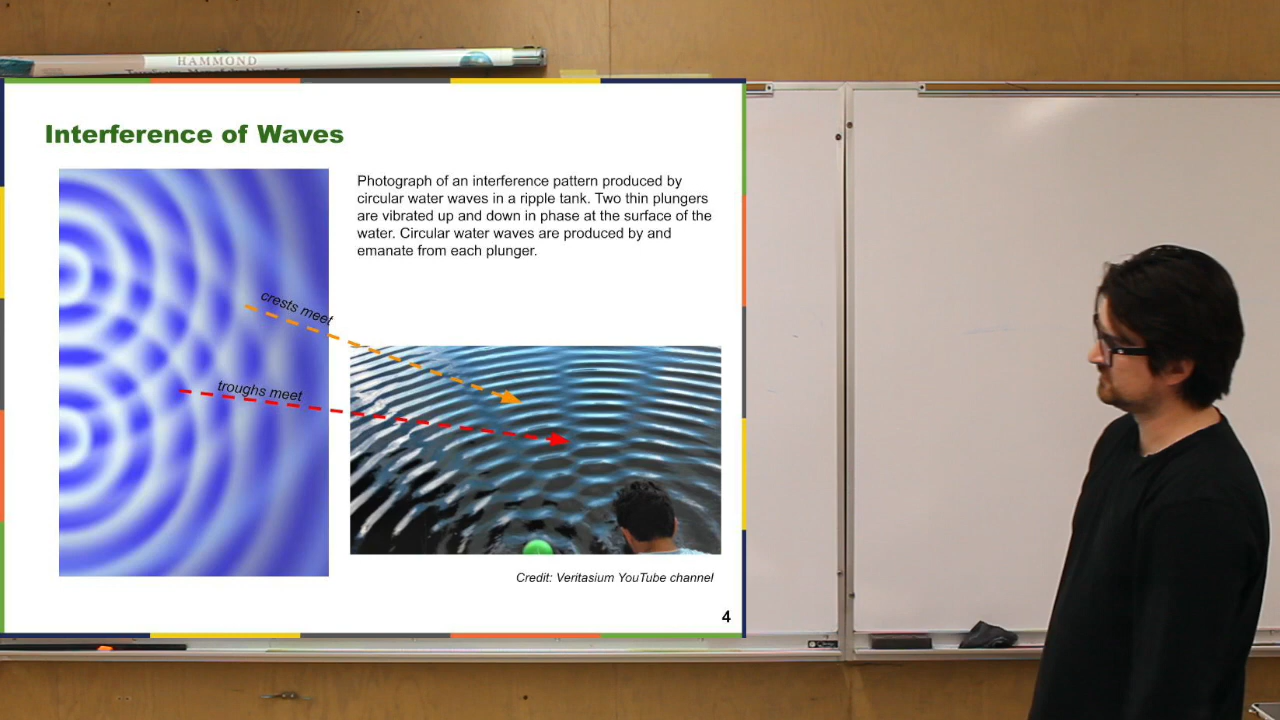 HAMMOND
Interference of Waves
Photograph of an interference pattern produced by
circular water waves in a ripple tank. Two thin plungers
are vibrated up and down in phase at the surface of the
water. Circular water waves are produced by and
emanate from each plunger.
crests meet
troughs meet
Credit: Veritasium YouTube channel
4